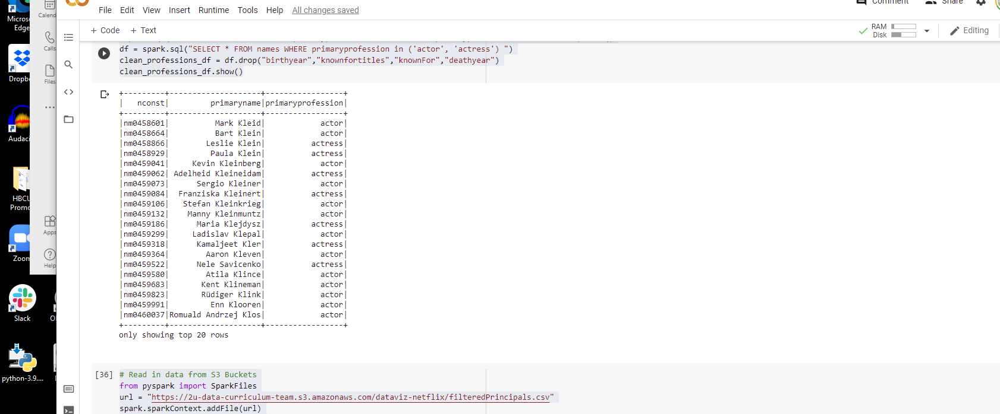 Micros
Edge
Calend
File Edit View Insert Runtime Tools Help All changes saved
Comment Share
+ Code + Text
RAM
Disk
Editing
Calls
Files
Dropb
Audaci
HBCU
Promo
Apps
Zoom
Help
Slack
python-3.9....
df = spark.sql("SELECT * FROM names WHERE primaryprofession in ('actor', 'actress') ")
clean_professions_df = df.drop("birthyear","knownfortitles","knownFor","deathyear")
clean_professions_df.show()
+---------+--------------------+-----------------+
|   nconst|         primaryname|primaryprofession|
+---------+--------------------+-----------------+
|nm0458601|          Mark Kleid|            actor|
|nm0458664|          Bart Klein|            actor|
|nm0458866|        Leslie Klein|          actress|
|nm0458929|         Paula Klein|          actress|
|nm0459041|     Kevin Kleinberg|            actor|
|nm0459062| Adelheid Kleineidam|          actress|
|nm0459073|      Sergio Kleiner|            actor|
|nm0459084|  Franziska Kleinert|          actress|
|nm0459106|   Stefan Kleinkrieg|            actor|
|nm0459132|    Manny Kleinmuntz|            actor|
|nm0459186|      Maria Klejdysz|          actress|
|nm0459299|     Ladislav Klepal|            actor|
|nm0459318|      Kamaljeet Kler|          actress|
|nm0459364|        Aaron Kleven|            actor|
|nm0459522|      Nele Savicenko|          actress|
|nm0459580|        Atila Klince|            actor|
|nm0459683|       Kent Klineman|            actor|
|nm0459823|       Rüdiger Klink|            actor|
|nm0459991|         Enn Klooren|            actor|
|nm0460037|Romuald Andrzej Klos|            actor|
+---------+--------------------+-----------------+
only showing top 20 rows
[36] # Read in data from S3 Buckets
from pyspark import SparkFiles
url = "https://2u-data-curriculum-team.s3.amazonaws.com/dataviz-netflix/filteredPrincipals.csv"
spark.sparkContext.addFile(url)